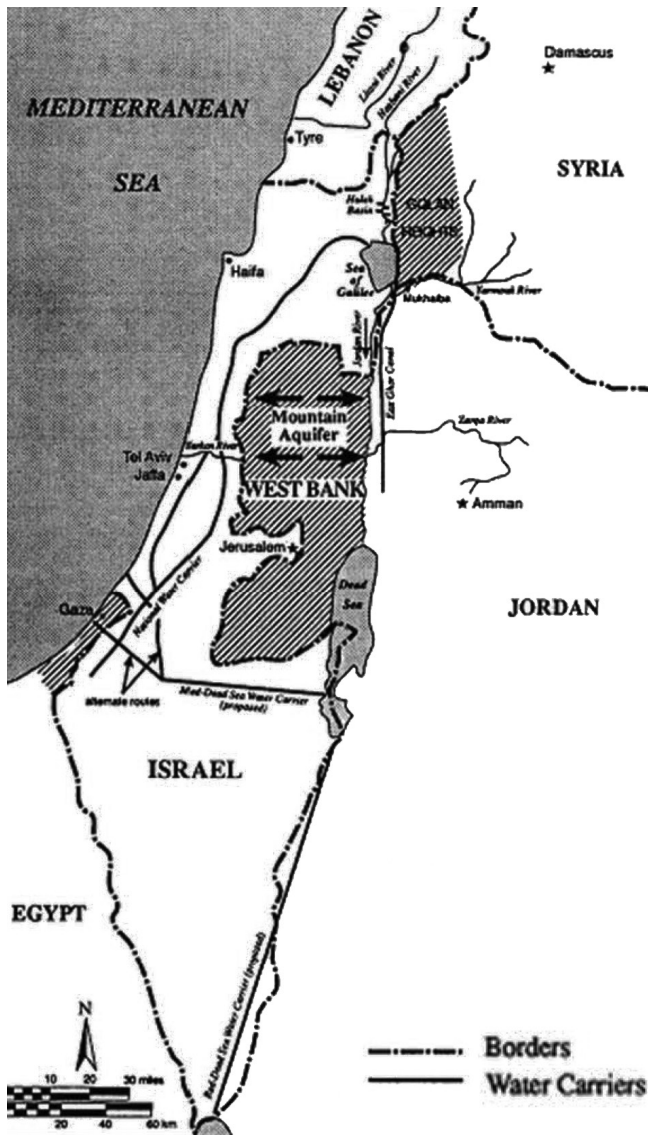 LEBANON
Litani River
Hasbani River
Damascus
MEDITERRANEAN
SEA
Tyre
SYRIA
Huleh
Basin
GOLAN
HEIGHTS
Haifa
Sea
of
Galilee
Mukhaiba
Yarmouk River
Jordan River
East Ghor Canal
Mountain
Aquifer
Zarqa River
Yarkon River
Tel Aviv
Jaffa
WEST BANK
Amman
Jerusalem
National Water Carrier
Dead
Sea
Gaza
JORDAN
alternate routes
Med-Dead Sea Water Carrier
(proposed)
ISRAEL
EGYPT
Red-Dead Sea Water Carrier (proposed)
N
10 20 30 miles
20 40 60 km
Borders
Water Carriers